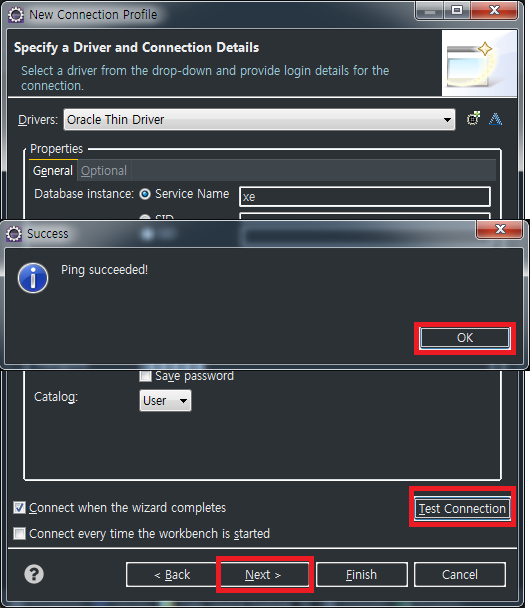 New Connection Profile
Specify a Driver and Connection Details
Select a driver from the drop-down and provide login details for the
connection.
Drivers: Oracle Thin Driver
Properties
General Optional
Database instance: Service Name xe
SID
Success
Ping succeeded!
OK
Save password
Catalog: User
Connect when the wizard completes
Test Connection
Connect every time the workbench is started
< Back Next > Finish Cancel